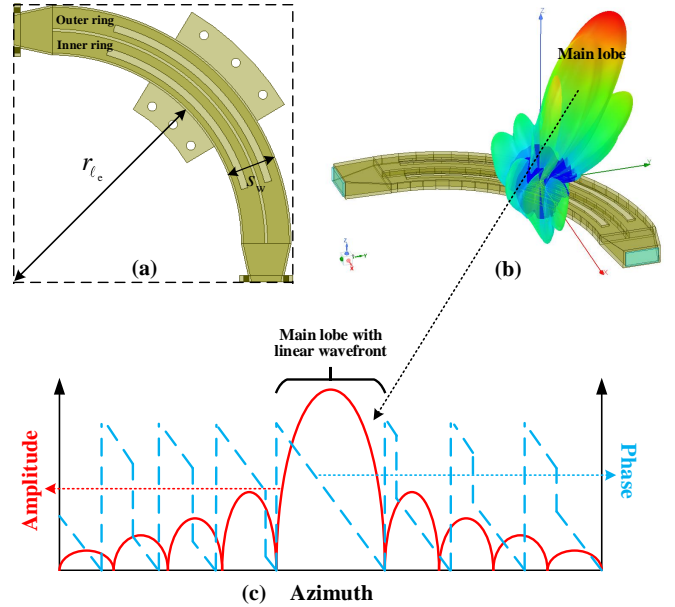 Outer ring
Inner ring
r_{ℓ_e}
s_w
(a)
Main lobe
Z
Y
X
Z
Y
X
(b)
Main lobe with
linear wavefront
Amplitude
Phase
(c) Azimuth